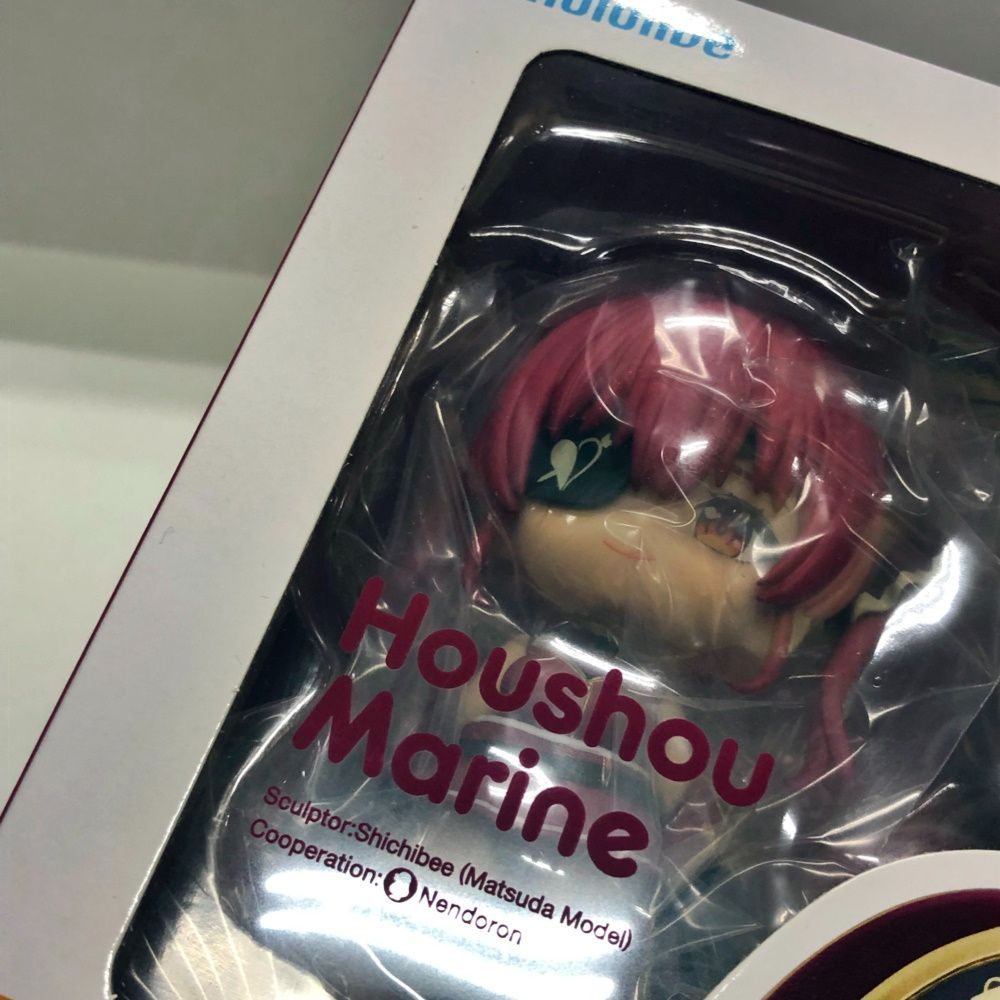 Houshou
Marine
Sculptor:Shichibee (Matsuda Model)
Cooperation: Nendoron